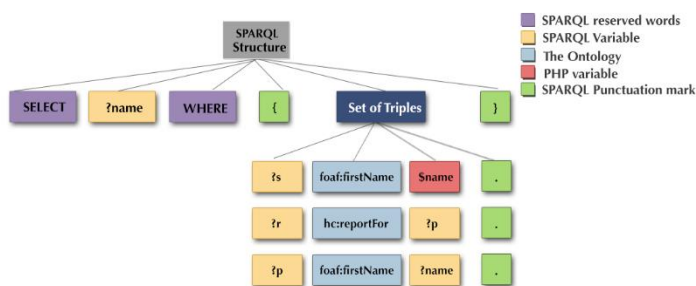 SPARQL
Structure
SPARQL reserved words
SPARQL Variable
The Ontology
PHP variable
SPARQL Punctuation mark
SELECT ?name WHERE { Set of Triples }
?s foaf:firstName $name .
?r hc:reportFor ?p .
?p foaf:firstName ?name .